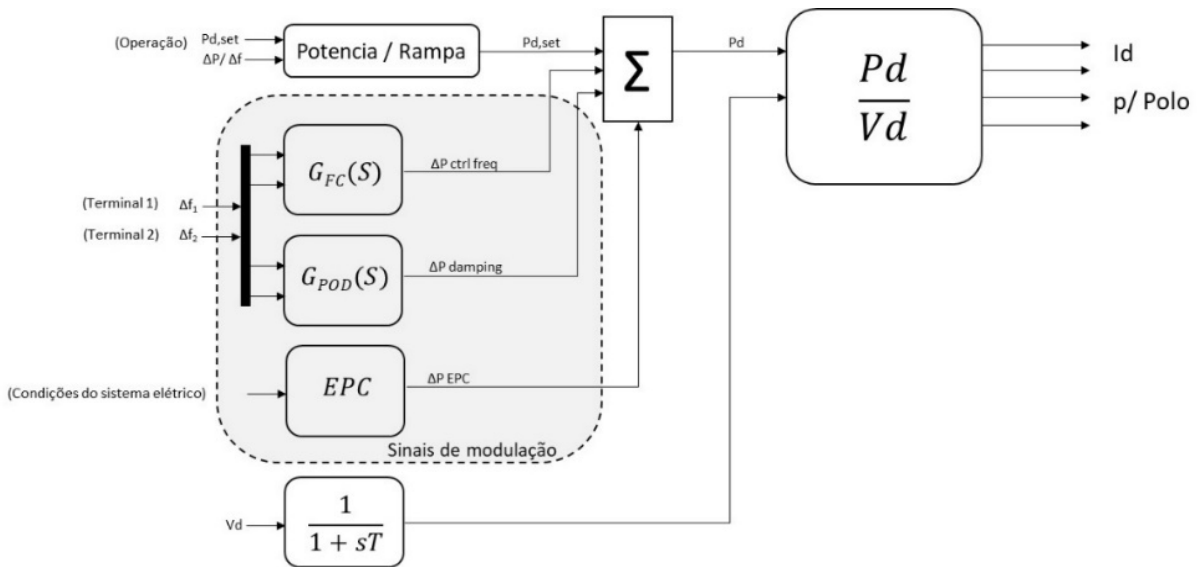 (Operação) Pd,set
ΔP/ Δf
Potencia / Rampa
Pd,set
Σ
Pd
Pd
Vd
Id
p/ Polo
G_FC(S)
ΔP ctrl freq
(Terminal 1) Δf₁
(Terminal 2) Δf₂
G_POD(S)
ΔP damping
(Condições do sistema elétrico)
EPC
ΔP EPC
Sinais de modulação
Vd
1
1 + sT